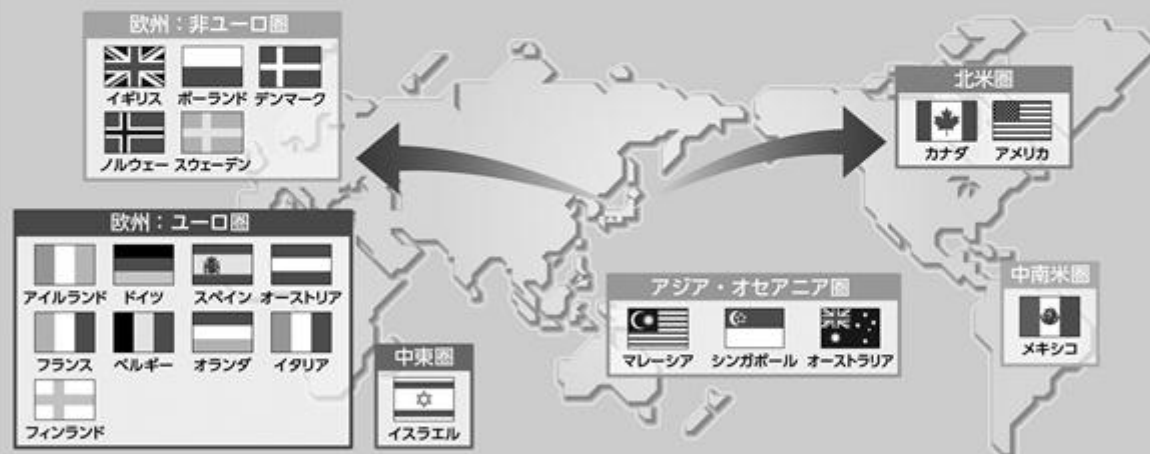 欧州：非ユーロ圏
イギリス ポーランド デンマーク
ノルウェー スウェーデン
北米圏
カナダ アメリカ
欧州：ユーロ圏
アイルランド ドイツ スペイン オーストリア
フランス ベルギー オランダ イタリア
フィンランド
中東圏
イスラエル
アジア・オセアニア圏
マレーシア シンガポール オーストラリア
中南米圏
メキシコ